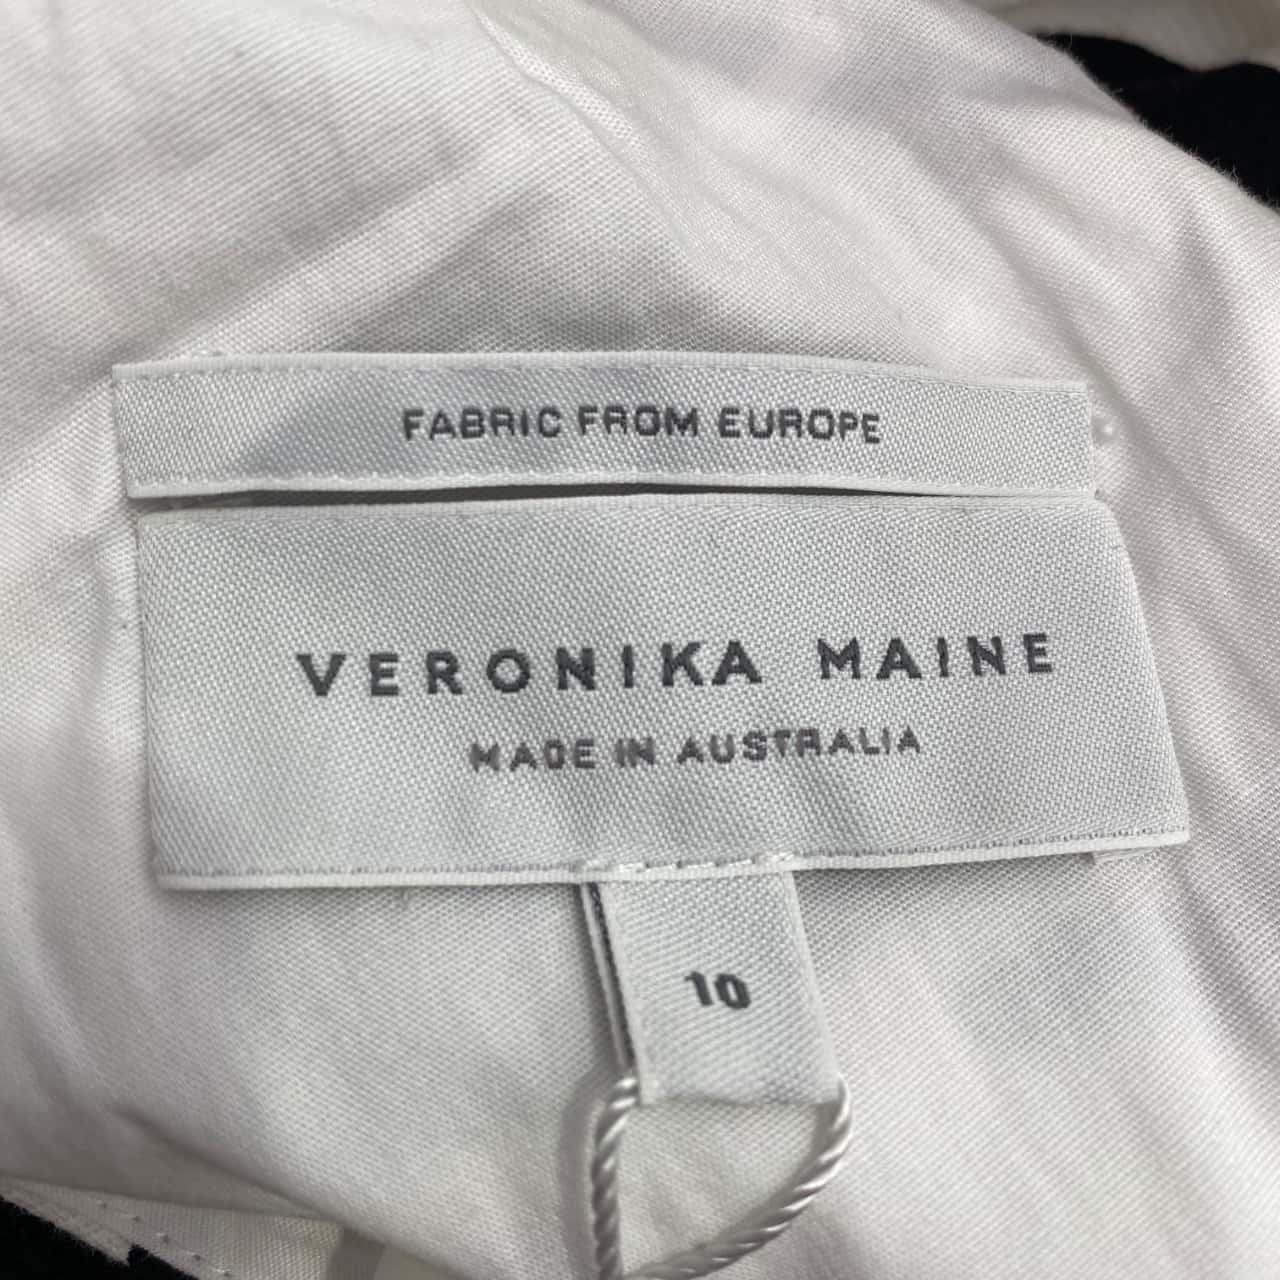 FABRIC FROM EUROPE
VERONIKA MAINE
MADE IN AUSTRALIA
10